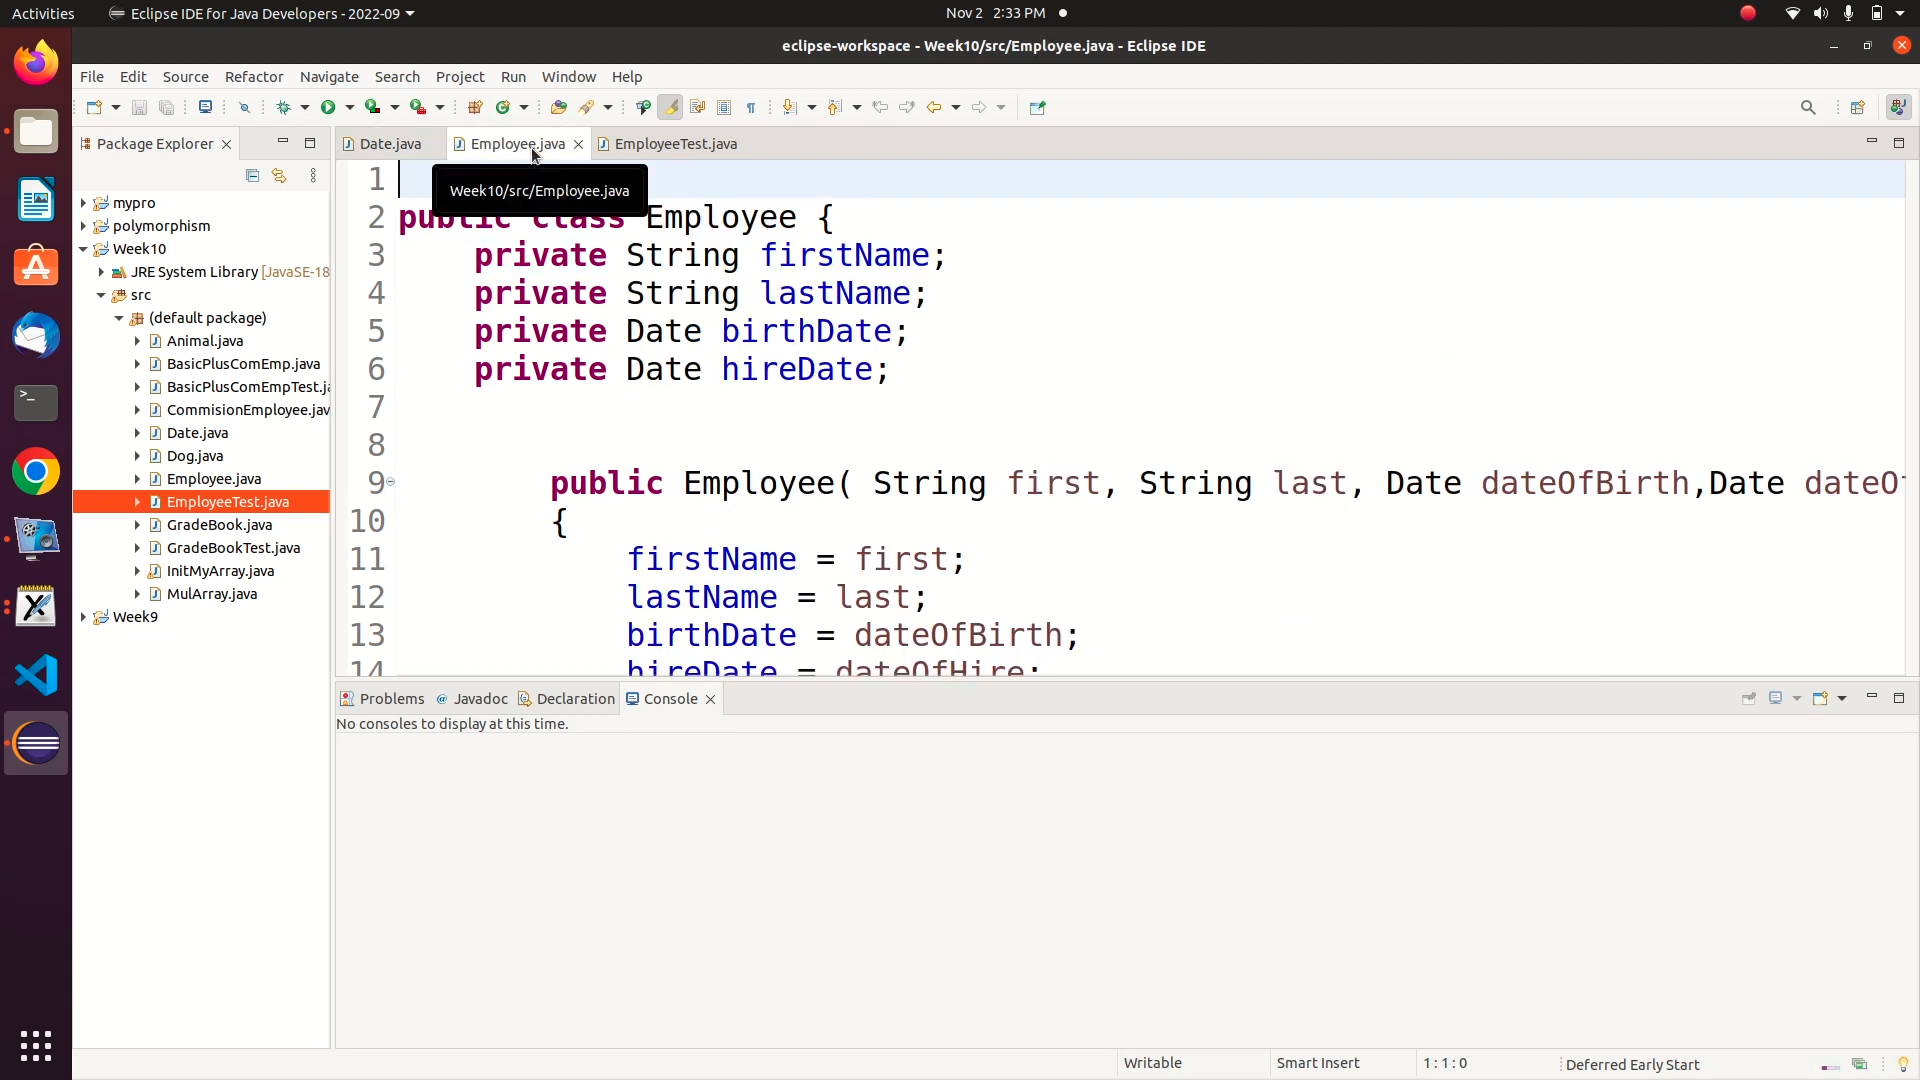 Activities
Eclipse IDE for Java Developers - 2022-09
Nov 2 2:33 PM
eclipse-workspace - Week10/src/Employee.java - Eclipse IDE
File Edit Source Refactor Navigate Search Project Run Window Help
Package Explorer
mypro
polymorphism
Week10
JRE System Library [JavaSE-18
src
(default package)
Animal.java
BasicPlusComEmp.java
BasicPlusComEmpTest.ja
CommisionEmployee.jav
Date.java
Dog.java
Employee.java
EmployeeTest.java
GradeBook.java
GradeBookTest.java
InitMyArray.java
MulArray.java
Week9
Date.java
Employee.java
EmployeeTest.java
Week10/src/Employee.java
1
2 public class Employee {
3 private String firstName;
4 private String lastName;
5 private Date birthDate;
6 private Date hireDate;
7
8
9 public Employee( String first, String last, Date dateOfBirth,Date dateOf
10 {
11 firstName = first;
12 lastName = last;
13 birthDate = dateOfBirth;
14 hireDate = dateOfHire;
Problems @ Javadoc Declaration Console
No consoles to display at this time.
Writable
Smart Insert
1 : 1 : 0
Deferred Early Start